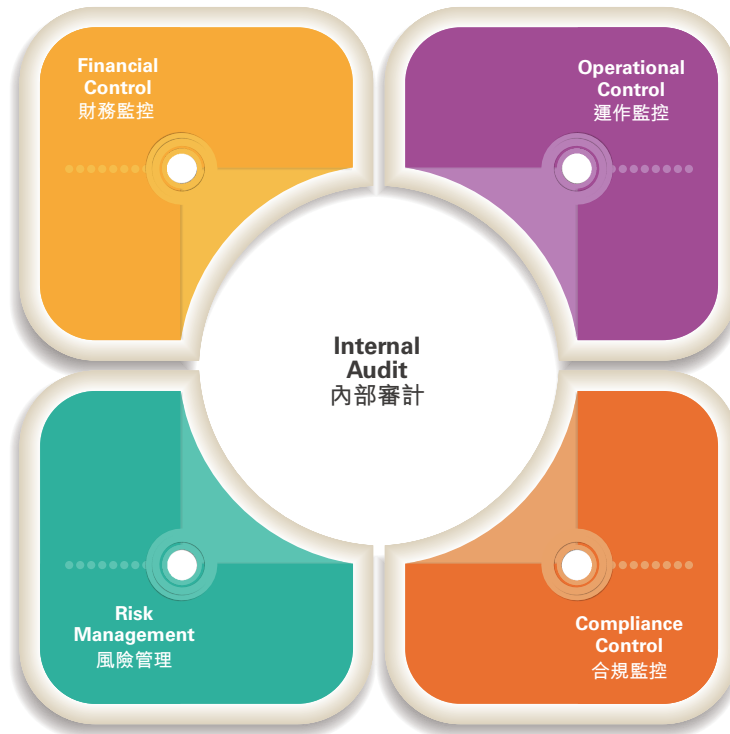 Financial
Control
財務監控
Operational
Control
運作監控
Internal
Audit
內部審計
Risk
Management
風險管理
Compliance
Control
合規監控